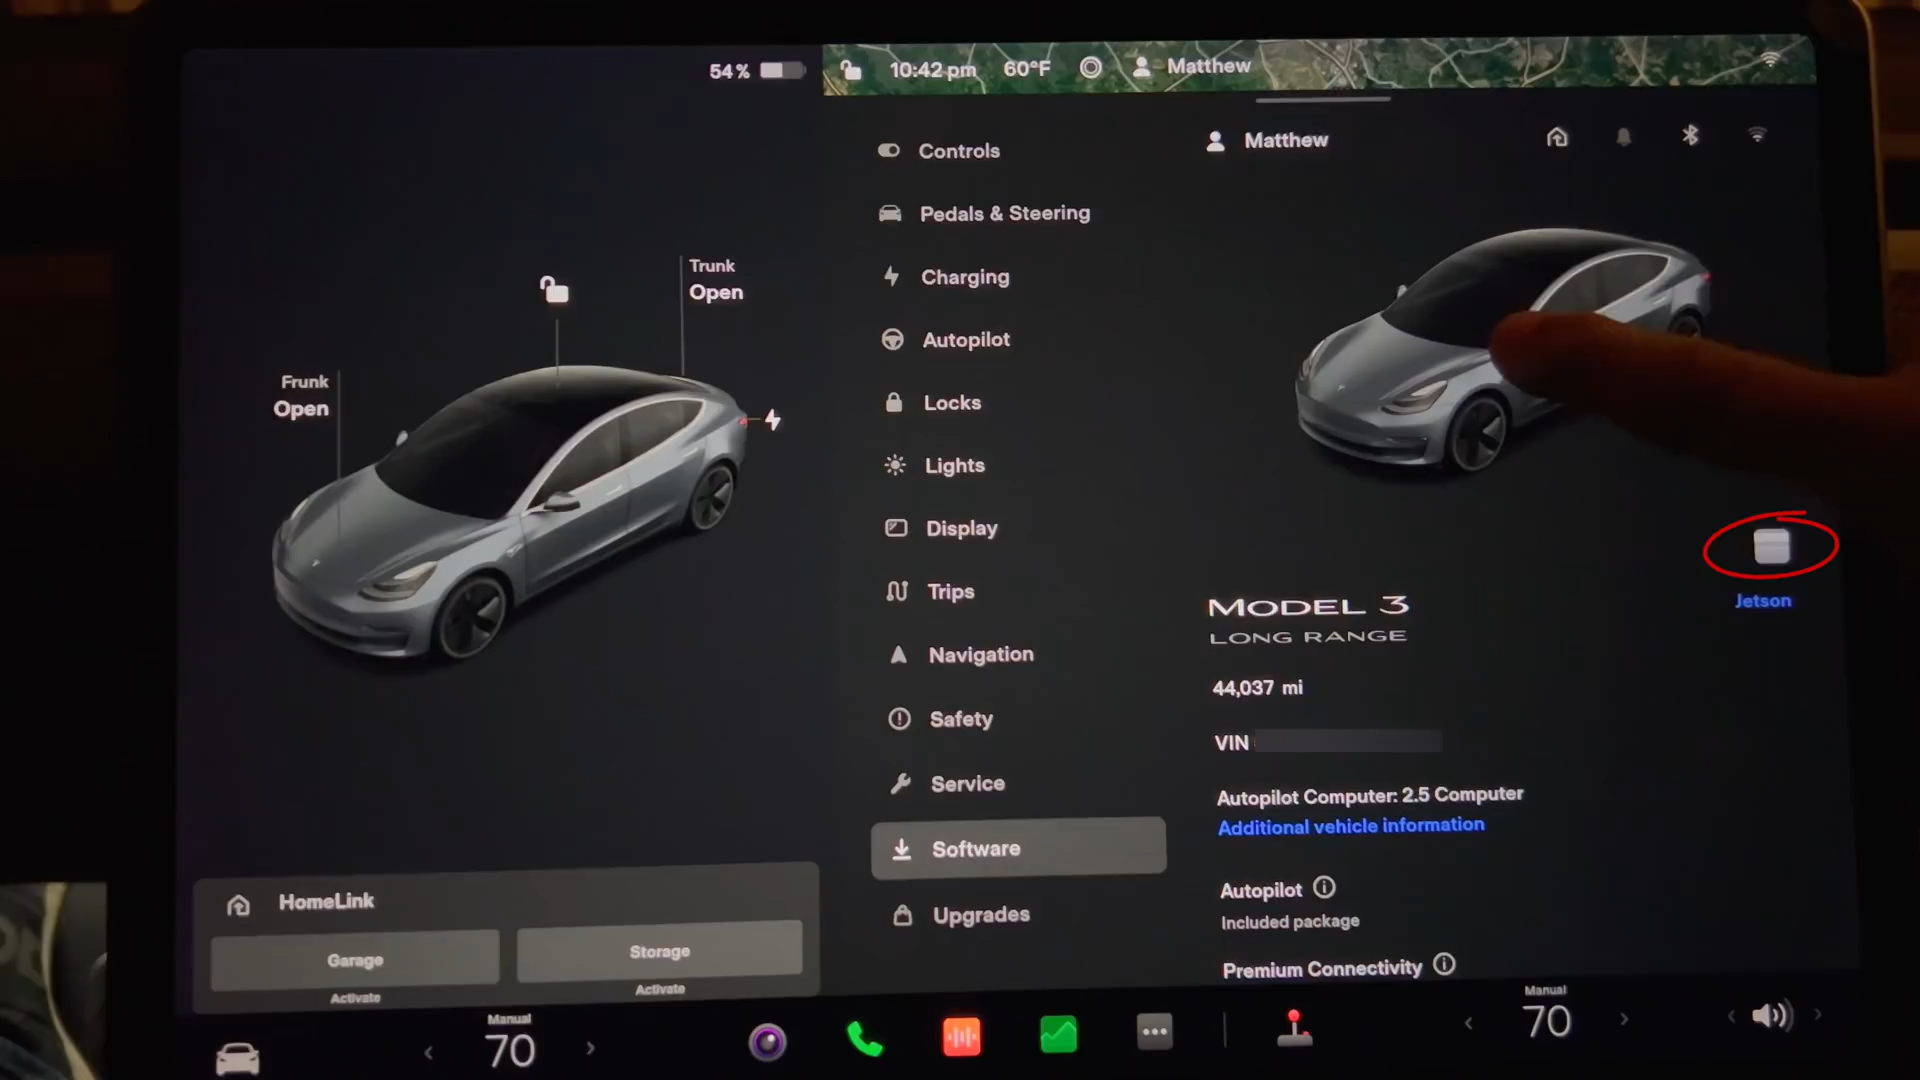 54%
10:42 pm 60°F Matthew
Matthew
Controls
Pedals & Steering
Charging
Autopilot
Locks
Lights
Display
Trips
Navigation
Safety
Service
Software
Upgrades
Trunk
Open
Frunk
Open
Jetson
MODEL 3
LONG RANGE
44,037 mi
VIN
Autopilot Computer: 2.5 Computer
Additional vehicle information
Autopilot
Included package
Premium Connectivity
HomeLink
Garage
Activate
Storage
Activate
Manual
70
Manual
70